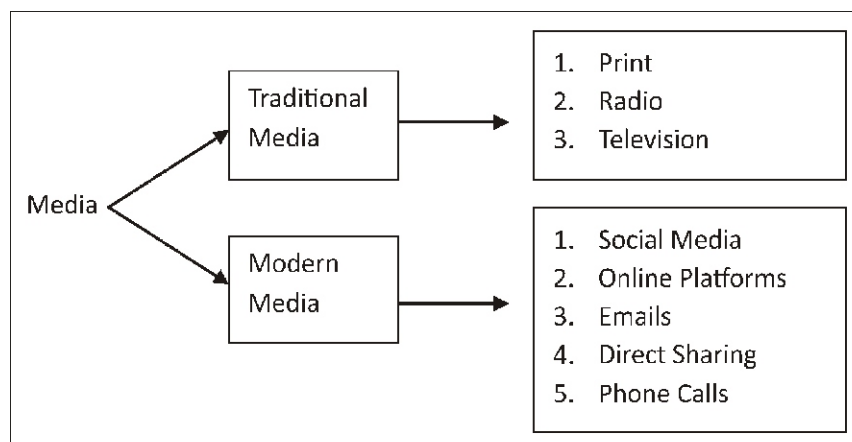 Media
Traditional
Media
1. Print
2. Radio
3. Television
Modern
Media
1. Social Media
2. Online Platforms
3. Emails
4. Direct Sharing
5. Phone Calls